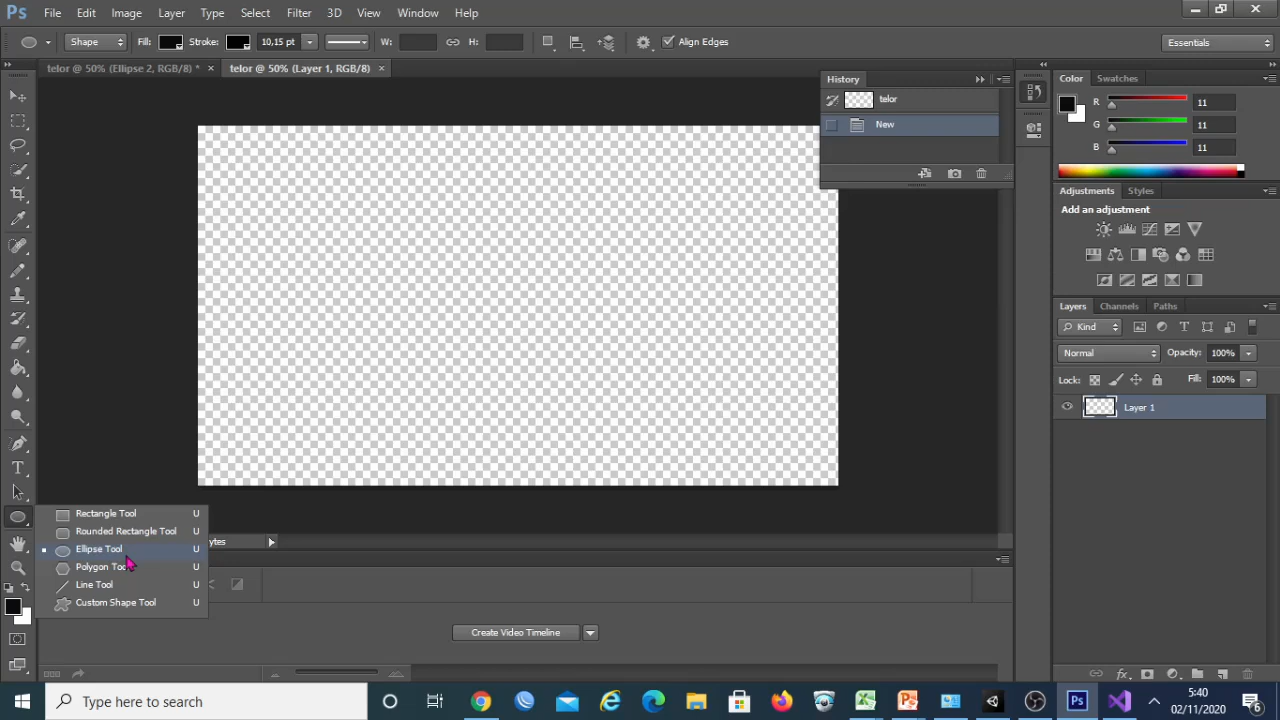 Ps File Edit Image Layer Type Select Filter 3D View Window Help
Shape Fill: Stroke: 10,15 pt W: H: Align Edges Essentials
telor @ 50% (Ellipse 2, RGB/8) * × telor @ 50% (Layer 1, RGB/8) ×
History
telor
New
Color Swatches
R 11
G 11
B 11
Adjustments Styles
Add an adjustment
Layers Channels Paths
Kind
Normal Opacity: 100%
Lock: Fill: 100%
Layer 1
Rectangle Tool U
Rounded Rectangle Tool U
Ellipse Tool U
Polygon Tool U
Line Tool U
Custom Shape Tool U
ytes
Create Video Timeline
Type here to search
5:40
02/11/2020
6